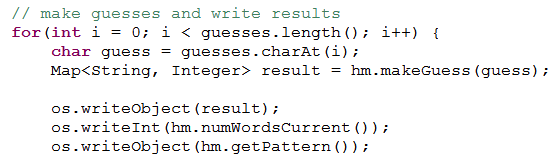 // make guesses and write results
for(int i = 0; i < guesses.length(); i++) {
    char guess = guesses.charAt(i);
    Map<String, Integer> result = hm.makeGuess(guess);

    os.writeObject(result);
    os.writeInt(hm.numWordsCurrent());
    os.writeObject(hm.getPattern());